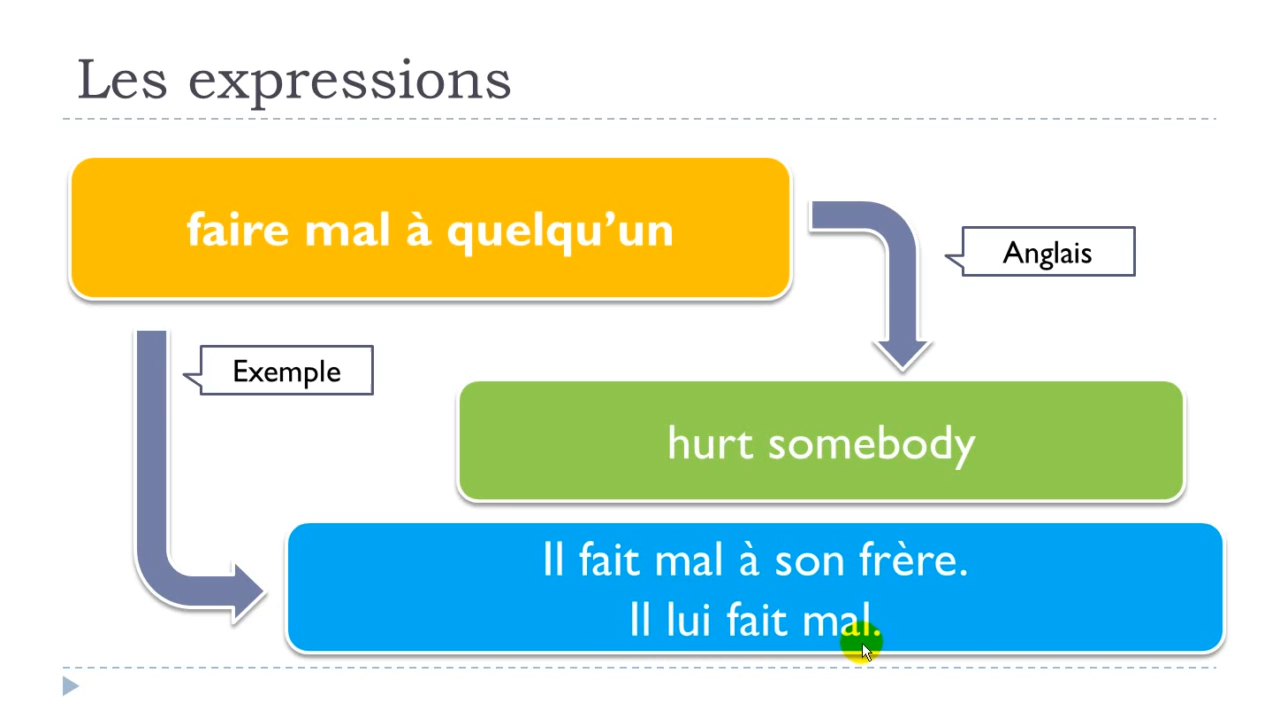 Les expressions
faire mal à quelqu’un
Anglais
Exemple
hurt somebody
Il fait mal à son frère.
Il lui fait mal.